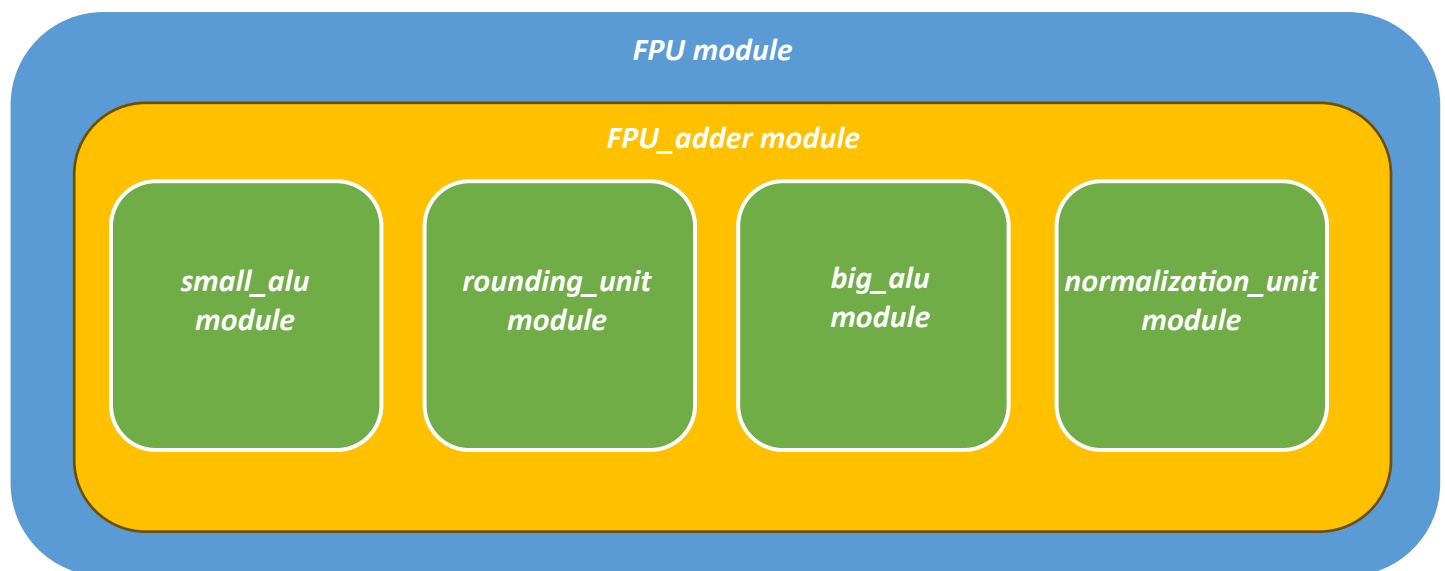 FPU module
FPU_adder module
small_alu
module
rounding_unit
module
big_alu
module
normalization_unit
module